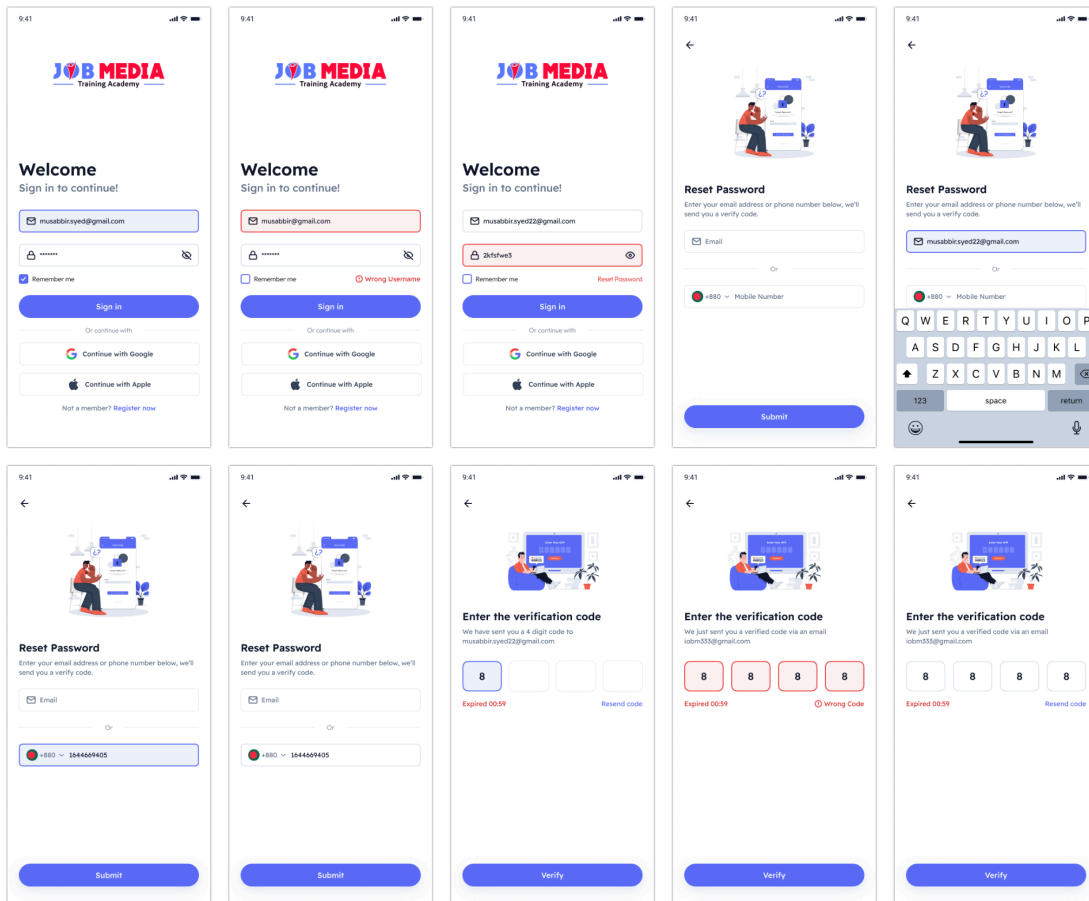 9:41
JOB MEDIA
Training Academy
Welcome
Sign in to continue!
musabbir.syed@gmail.com
•••••••
Remember me
Sign in
Or continue with
Continue with Google
Continue with Apple
Not a member? Register now
9:41
JOB MEDIA
Training Academy
Welcome
Sign in to continue!
musabbir@gmail.com
•••••••
Remember me
Wrong Username
Sign in
Or continue with
Continue with Google
Continue with Apple
Not a member? Register now
9:41
JOB MEDIA
Training Academy
Welcome
Sign in to continue!
musabbir.syed22@gmail.com
2kfsfwe3
Remember me
Reset Password
Sign in
Or continue with
Continue with Google
Continue with Apple
Not a member? Register now
9:41
Reset Password
Enter your email address or phone number below, we'll
send you a verify code.
Email
Or
+880 Mobile Number
Submit
9:41
Reset Password
Enter your email address or phone number below, we'll
send you a verify code.
musabbir.syed22@gmail.com
Or
+880 Mobile Number
Q W E R T Y U I O P
A S D F G H J K L
Z X C V B N M
123 space return
9:41
Reset Password
Enter your email address or phone number below, we'll
send you a verify code.
Email
Or
+880 1644669405
Submit
9:41
Reset Password
Enter your email address or phone number below, we'll
send you a verify code.
Email
Or
+880 1644669405
Submit
9:41
Enter the verification code
We have sent you a 4 digit code to
musabbir.syed22@gmail.com
8
Expired 00:59
Resend code
Verify
9:41
Enter the verification code
We just sent you a verified code via an email
iobm333@gmail.com
8 8 8 8
Expired 00:59
Wrong Code
Verify
9:41
Enter the verification code
We just sent you a verified code via an email
iobm333@gmail.com
8 8 8 8
Expired 00:59
Resend code
Verify